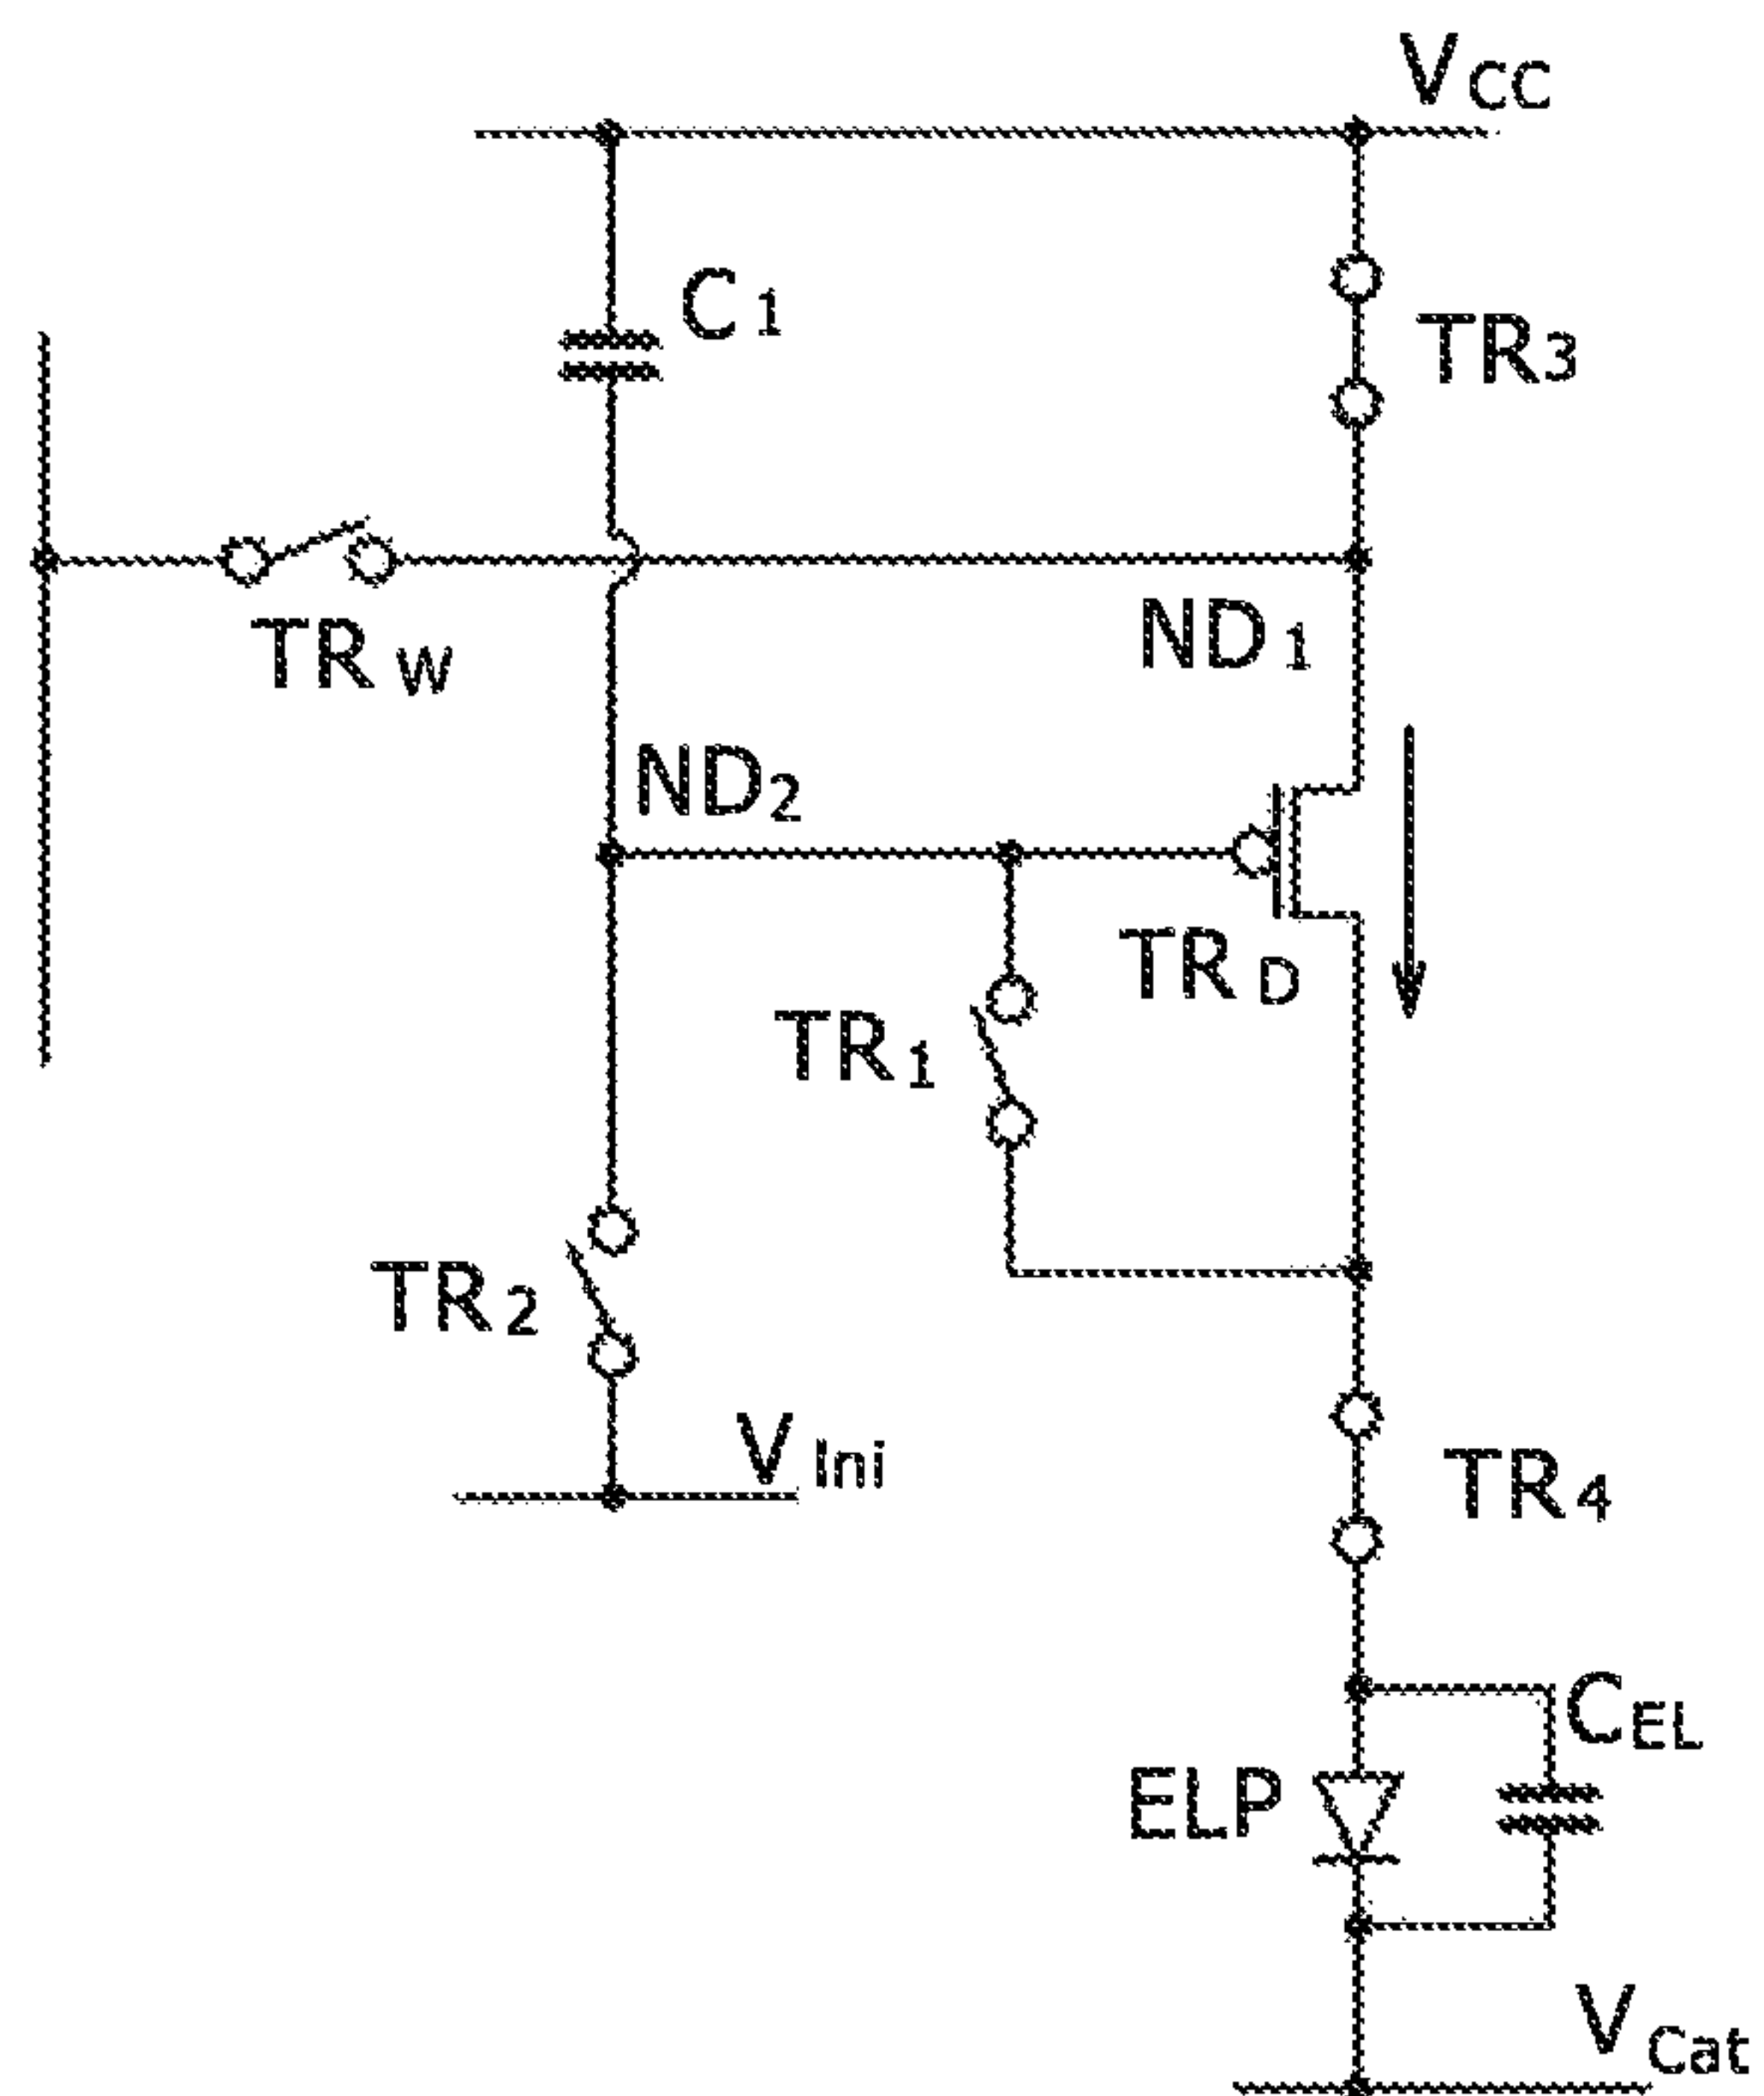 VCC
C1
TR3
TRW
ND1
ND2
TRD
TR1
TR2
VIni
TR4
CEL
ELP
VCat